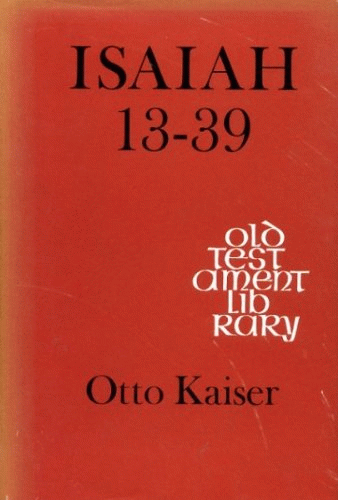 ISAIAH
13-39
old
test
ament
lib
rary
Otto Kaiser